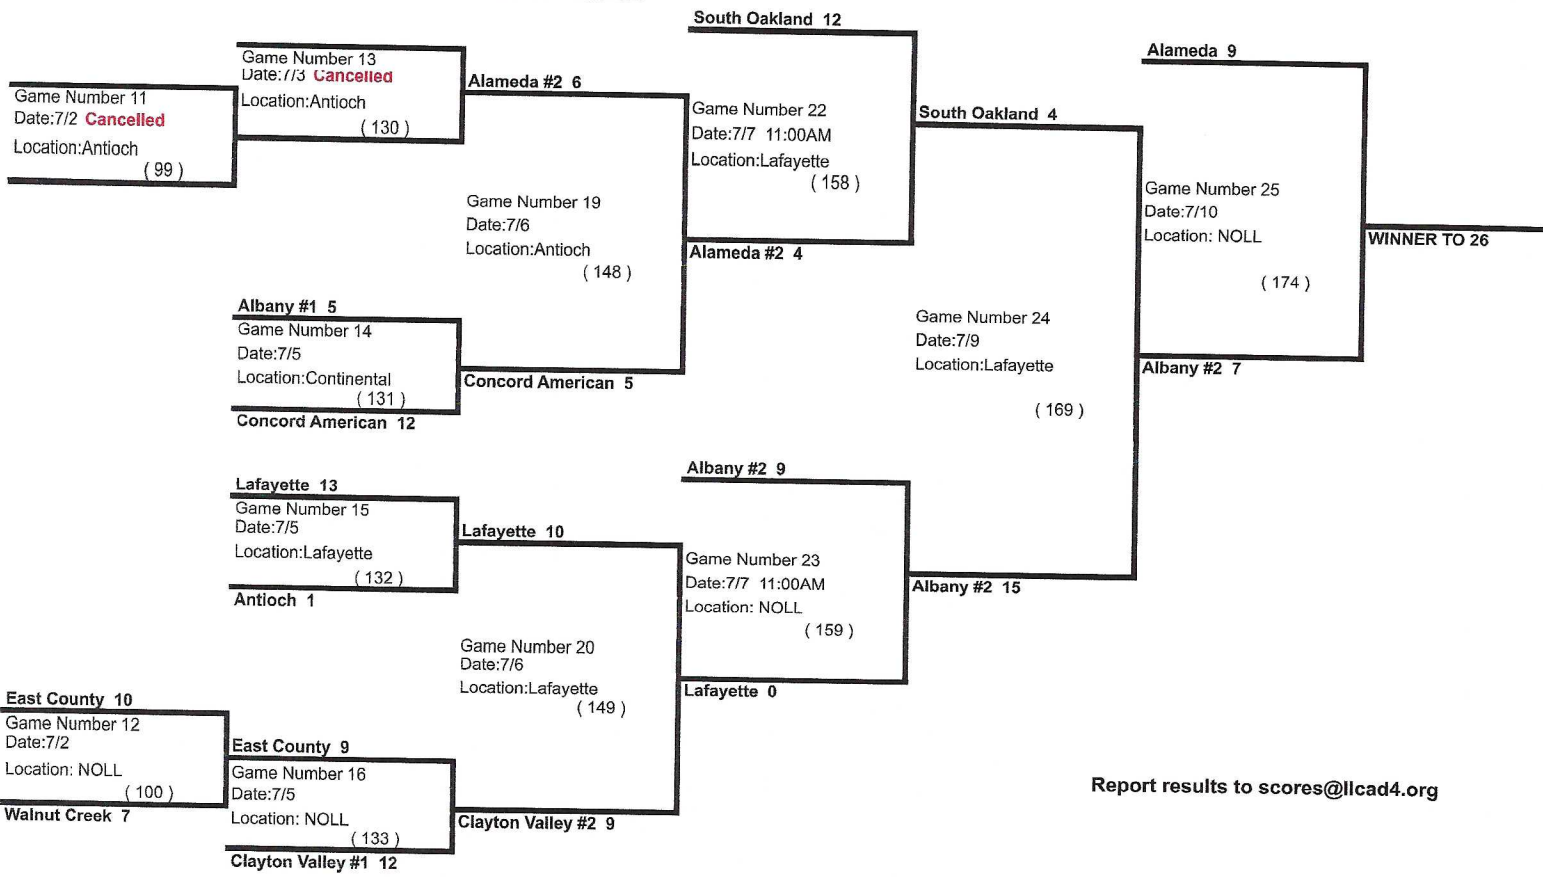 South Oakland 12
Alameda 9
Game Number 13
Date:7/3 Cancelled
Location:Antioch
( 130 )
Alameda #2 6
Game Number 11
Date:7/2 Cancelled
Location:Antioch
( 99 )
Game Number 22
Date:7/7 11:00AM
Location:Lafayette
( 158 )
South Oakland 4
Game Number 19
Date:7/6
Location:Antioch
( 148 )
Alameda #2 4
Game Number 25
Date:7/10
Location: NOLL
( 174 )
WINNER TO 26
Albany #1 5
Game Number 14
Date:7/5
Location:Continental
( 131 )
Concord American 12
Concord American 5
Game Number 24
Date:7/9
Location:Lafayette
( 169 )
Albany #2 7
Albany #2 9
Lafayette 13
Game Number 15
Date:7/5
Location:Lafayette
( 132 )
Antioch 1
Lafayette 10
Game Number 23
Date:7/7 11:00AM
Location: NOLL
( 159 )
Albany #2 15
Game Number 20
Date:7/6
Location:Lafayette
( 149 )
Lafayette 0
East County 10
Game Number 12
Date:7/2
Location: NOLL
( 100 )
Walnut Creek 7
East County 9
Game Number 16
Date:7/5
Location: NOLL
( 133 )
Clayton Valley #1 12
Clayton Valley #2 9
Report results to scores@llcad4.org